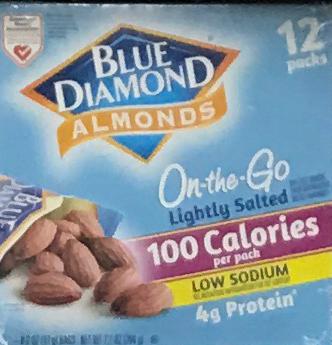 BLUE
DIAMOND
ALMONDS
12
packs
On-the-Go
Lightly Salted
100 Calories
per pack
LOW SODIUM
4g Protein